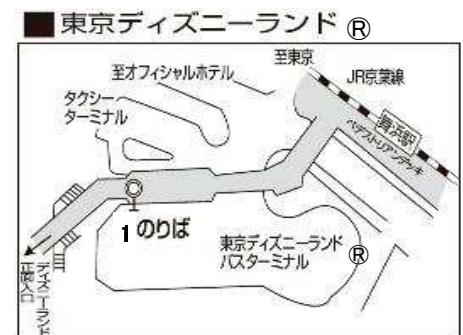 ■東京ディズニーランド®
至東京
至オフィシャルホテル
JR京葉線
タクシー
ターミナル
舞浜駅
ペデストリアンデッキ
1 のりば
東京ディズニーランド®
バスターミナル
ディズニーランド
正面入口